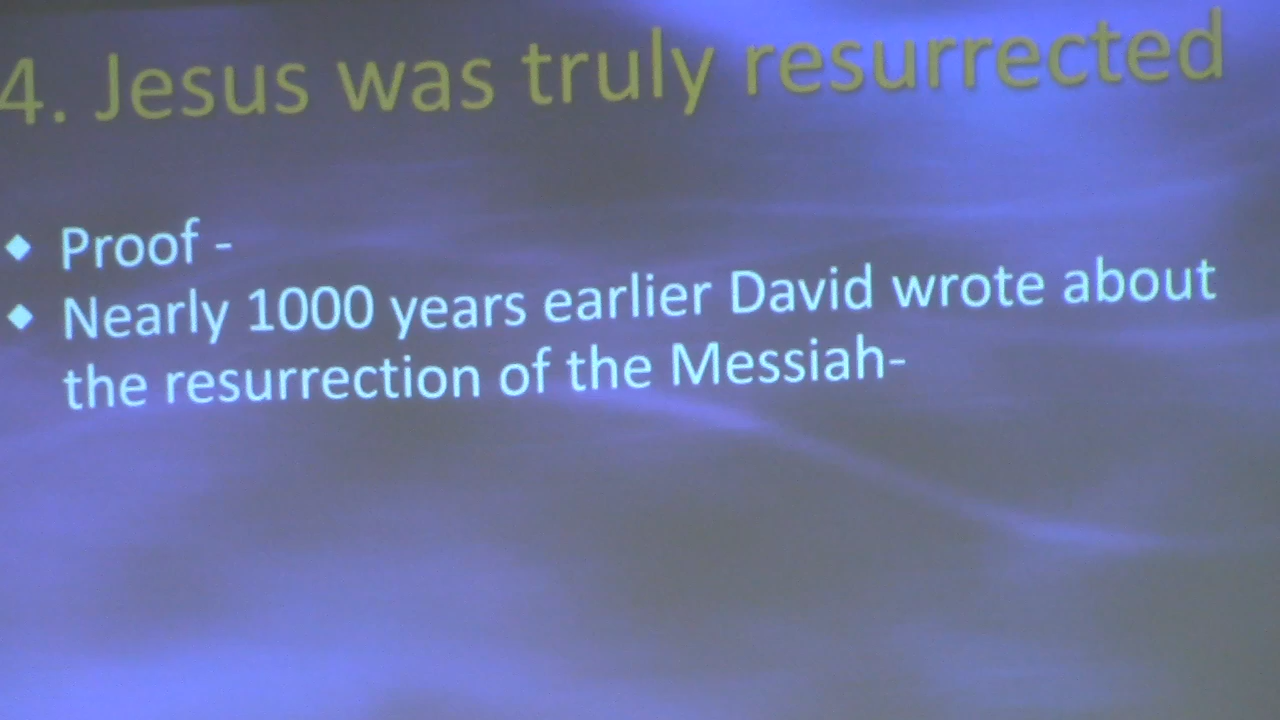 4. Jesus was truly resurrected
◆ Proof -
◆ Nearly 1000 years earlier David wrote about
the resurrection of the Messiah-